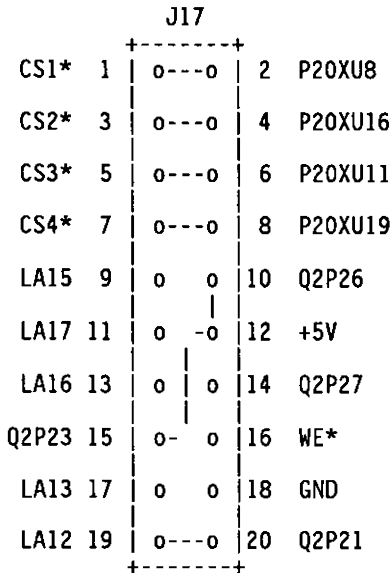 J17
CS1* 1 o---o 2 P20XU8
CS2* 3 o---o 4 P20XU16
CS3* 5 o---o 6 P20XU11
CS4* 7 o---o 8 P20XU19
LA15 9 o o 10 Q2P26
LA17 11 o -o 12 +5V
LA16 13 o o 14 Q2P27
Q2P23 15 o- o 16 WE*
LA13 17 o o 18 GND
LA12 19 o---o 20 Q2P21